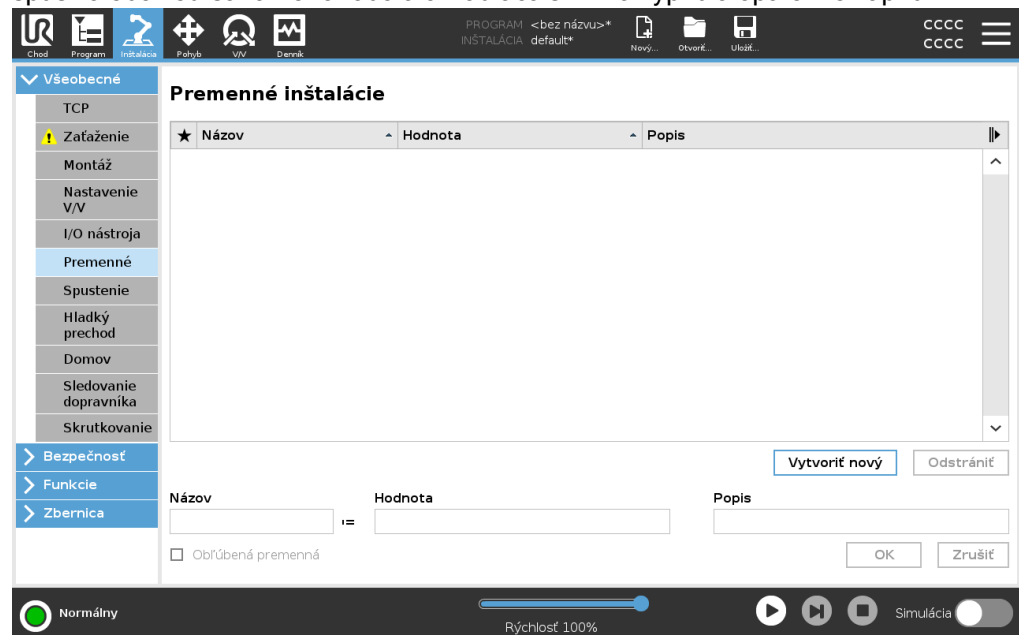 UR
PROGRAM <bez názvu>*
INŠTALÁCIA default*
CCCC
CCCC
Chod Program Inštalácia Pohyb V/V Denník Nový... Otvoriť... Uložiť...
Všeobecné
TCP
Zaťaženie
Montáž
Nastavenie
V/V
I/O nástroja
Premenné
Spustenie
Hladký
prechod
Domov
Sledovanie
dopravníka
Skrutkovanie
Bezpečnosť
Funkcie
Zbernica
Premenné inštalácie
Názov Hodnota Popis
Vytvoriť nový Odstrániť
Názov Hodnota Popis
:=
Obľúbená premenná
OK Zrušiť
Normálny
Rýchlosť 100%
Simulácia